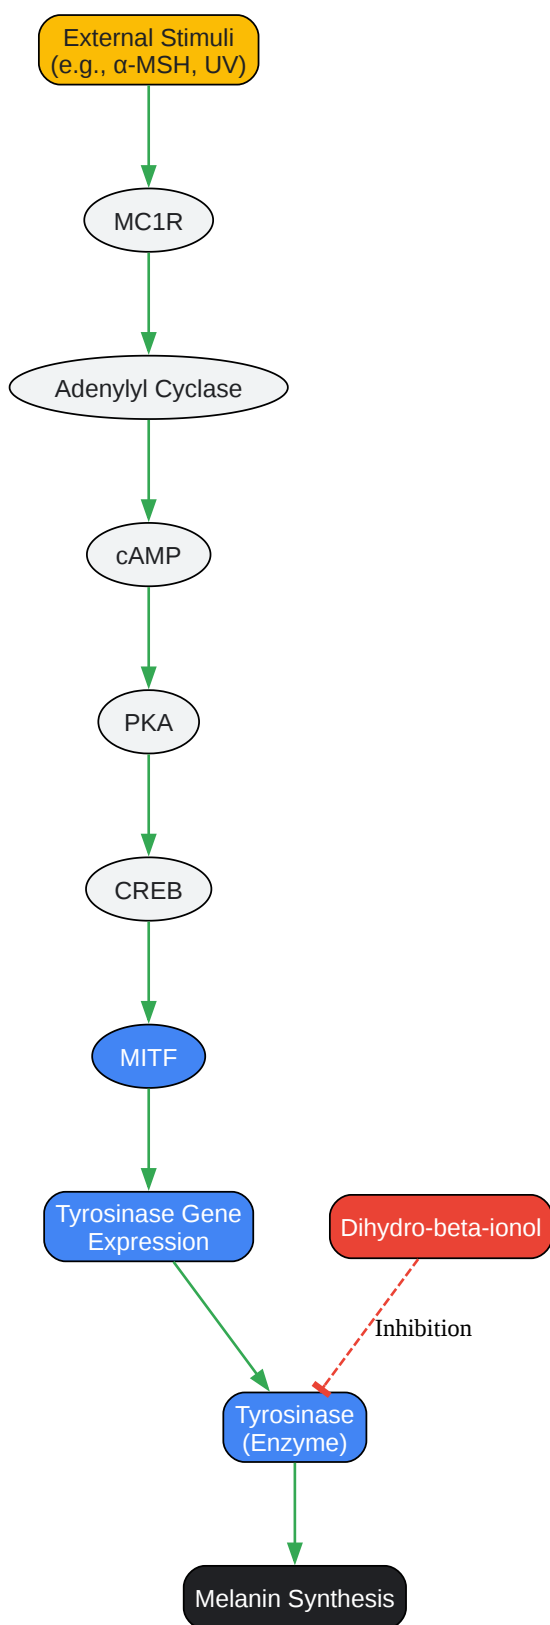 External Stimuli
(e.g., α-MSH, UV)
MC1R
Adenylyl Cyclase
cAMP
PKA
CREB
MITF
Tyrosinase Gene
Expression
Dihydro-beta-ionol
Inhibition
Tyrosinase
(Enzyme)
Melanin Synthesis